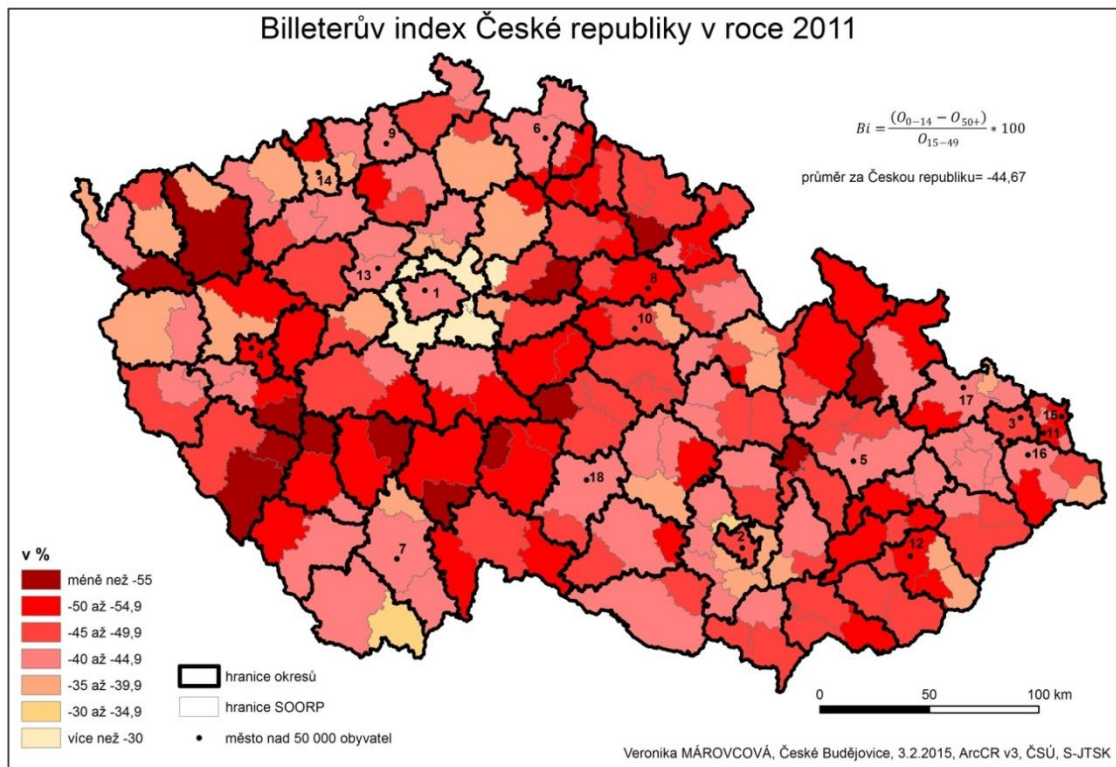 Billeterův index České republiky v roce 2011
Bi = (O0-14 − O50+) / O15-49 * 100
průměr za Českou republiku= -44,67
9
6
14
13
1
8
10
4
17
3
15
11
16
5
18
2
12
7
v %
méně než -55
-50 až -54,9
-45 až -49,9
-40 až -44,9
-35 až -39,9
-30 až -34,9
více než -30
hranice okresů
hranice SOORP
město nad 50 000 obyvatel
0 50 100 km
Veronika MÁROVCOVÁ, České Budějovice, 3.2.2015, ArcCR v3, ČSÚ, S-JTSK